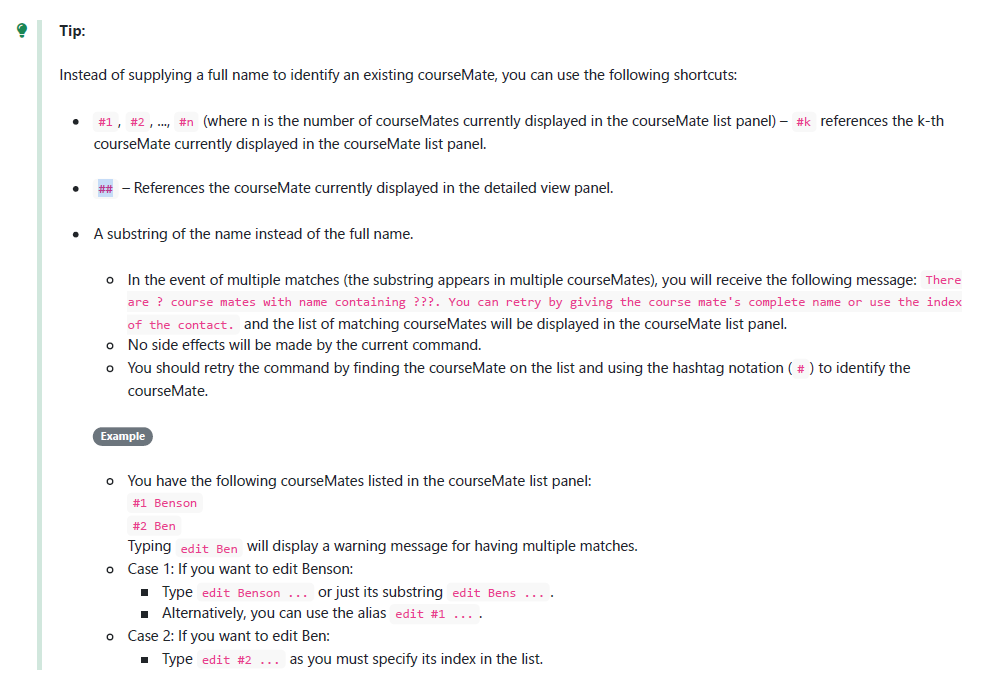 Tip:
Instead of supplying a full name to identify an existing courseMate, you can use the following shortcuts:
#1 , #2 , ..., #n (where n is the number of courseMates currently displayed in the courseMate list panel) – #k references the k-th
courseMate currently displayed in the courseMate list panel.
## – References the courseMate currently displayed in the detailed view panel.
A substring of the name instead of the full name.
In the event of multiple matches (the substring appears in multiple courseMates), you will receive the following message: There
are ? course mates with name containing ???. You can retry by giving the course mate's complete name or use the index
of the contact. and the list of matching courseMates will be displayed in the courseMate list panel.
No side effects will be made by the current command.
You should retry the command by finding the courseMate on the list and using the hashtag notation ( # ) to identify the
courseMate.
Example
You have the following courseMates listed in the courseMate list panel:
#1 Benson
#2 Ben
Typing edit Ben will display a warning message for having multiple matches.
Case 1: If you want to edit Benson:
Type edit Benson ... or just its substring edit Bens ... .
Alternatively, you can use the alias edit #1 ... .
Case 2: If you want to edit Ben:
Type edit #2 ... as you must specify its index in the list.